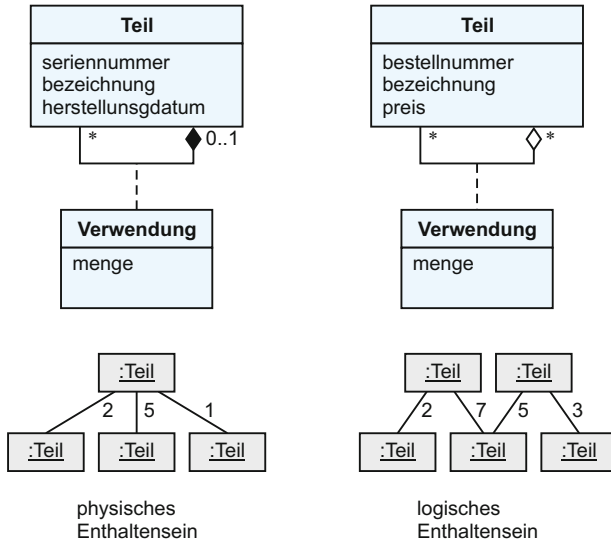 Teil
seriennummer
bezeichnung
herstellunsgdatum
* 0..1
Verwendung
menge
:Teil
2 5 1
:Teil :Teil :Teil
physisches
Enthaltensein
Teil
bestellnummer
bezeichnung
preis
* *
Verwendung
menge
:Teil :Teil
2 7 5 3
:Teil :Teil :Teil
logisches
Enthaltensein